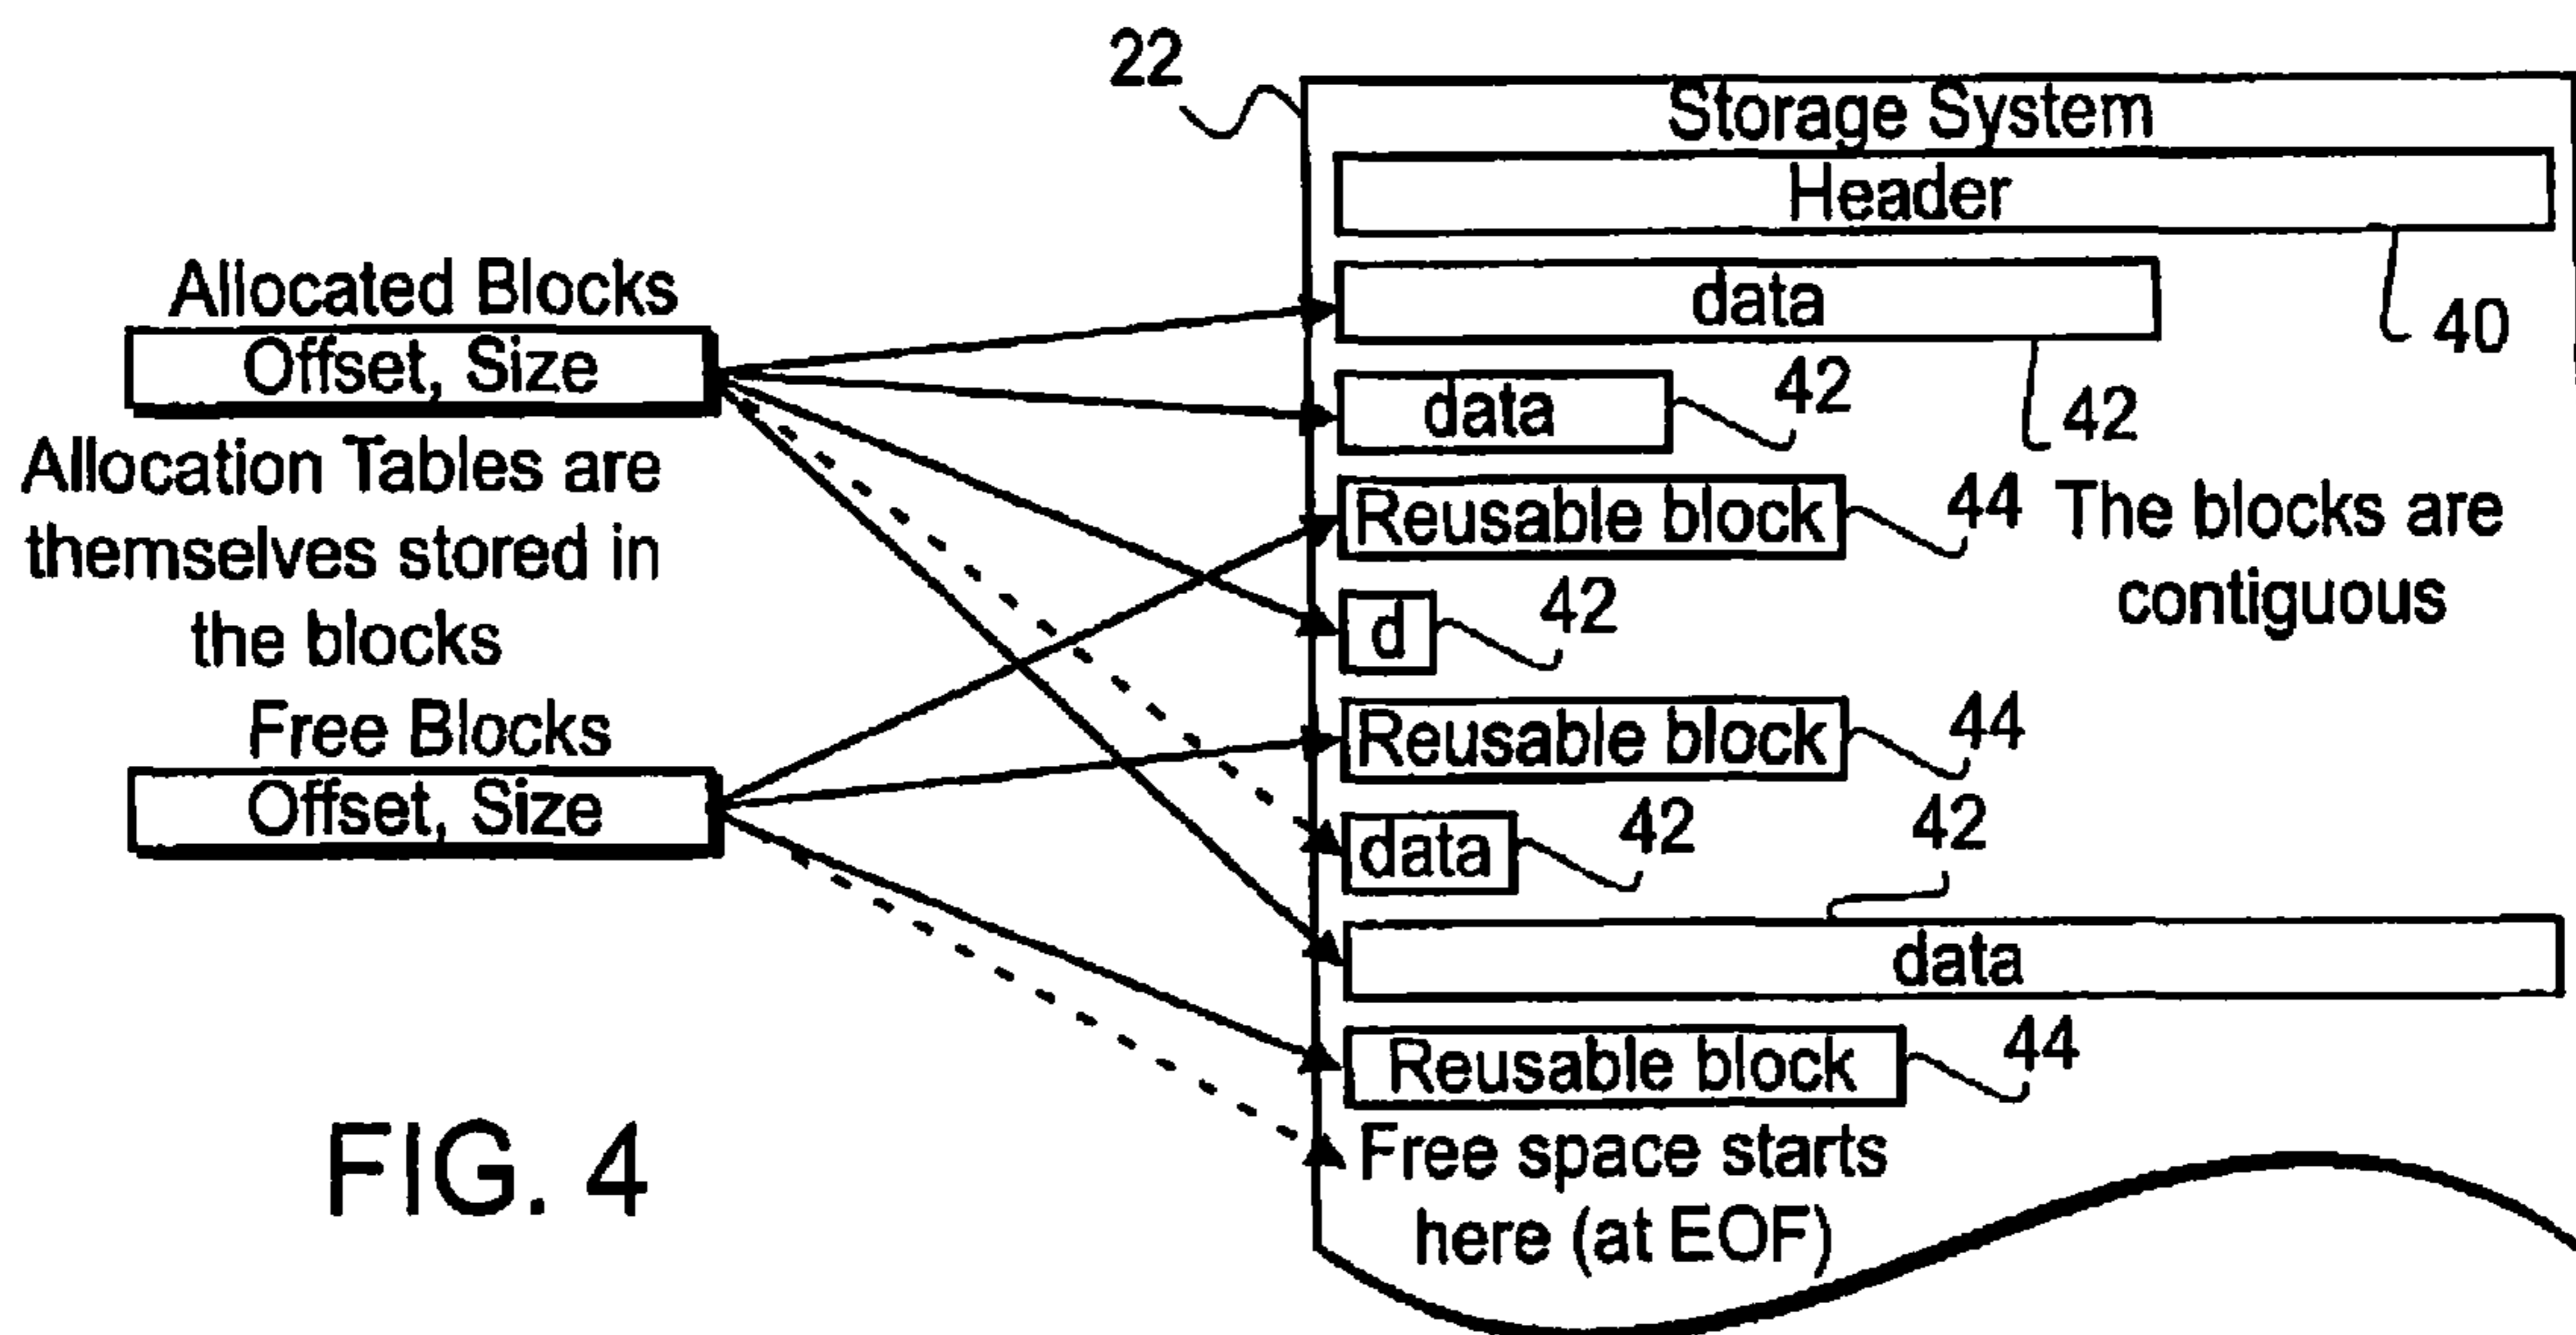 22
Storage System
Header
40
Allocated Blocks
Offset, Size
Allocation Tables are
themselves stored in
the blocks
Free Blocks
Offset, Size
data
42
data
42
Reusable block
44
The blocks are
contiguous
d
42
Reusable block
44
data
42
42
data
Reusable block
44
Free space starts
here (at EOF)
FIG. 4